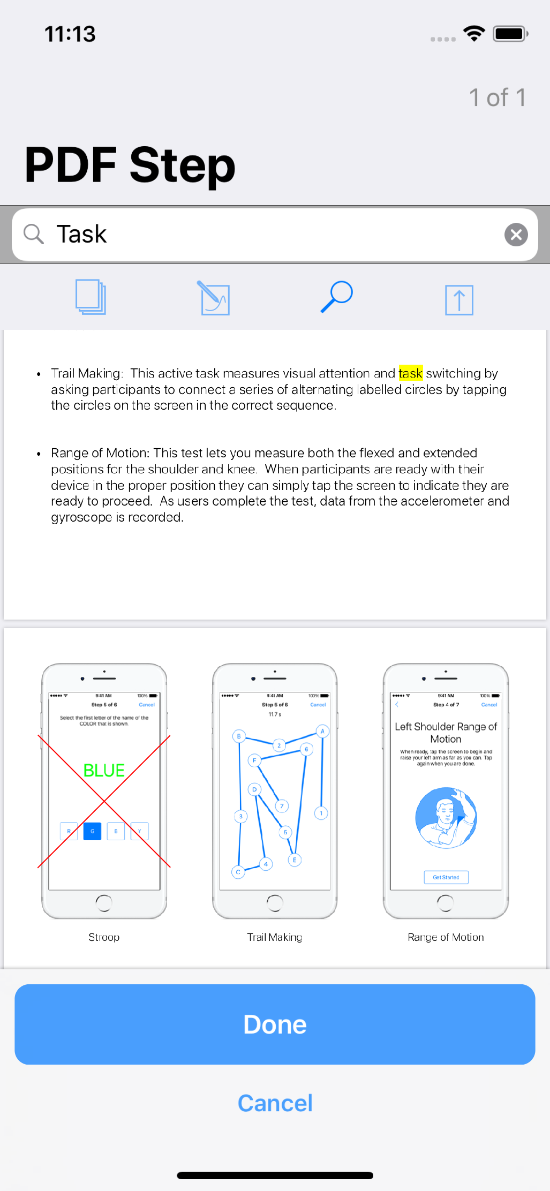 11:13
1 of 1
PDF Step
Task
• Trail Making:  This active task measures visual attention and task switching by
asking participants to connect a series of alternating labelled circles by tapping
the circles on the screen in the correct sequence.
• Range of Motion: This test lets you measure both the flexed and extended
positions for the shoulder and knee.  When participants are ready with their
device in the proper position they can simply tap the screen to indicate they are
ready to proceed.  As users complete the test, data from the accelerometer and
gyroscope is recorded.
9:41 AM 100%
Step 5 of 6 Cancel
Select the first letter of the name of the
COLOR that is shown
BLUE
R G B Y
Stroop
9:41 AM 100%
Step 6 of 6 Cancel
11.7 s
B 2 A
F 6
D
7
3 1
5
4 E
C
Trail Making
9:41 AM 100%
Step 4 of 7 Cancel
Left Shoulder Range of
Motion
When ready, tap the screen to begin and
raise your left arm as far as you can. Tap
again when you are done.
Get Started
Range of Motion
Done
Cancel